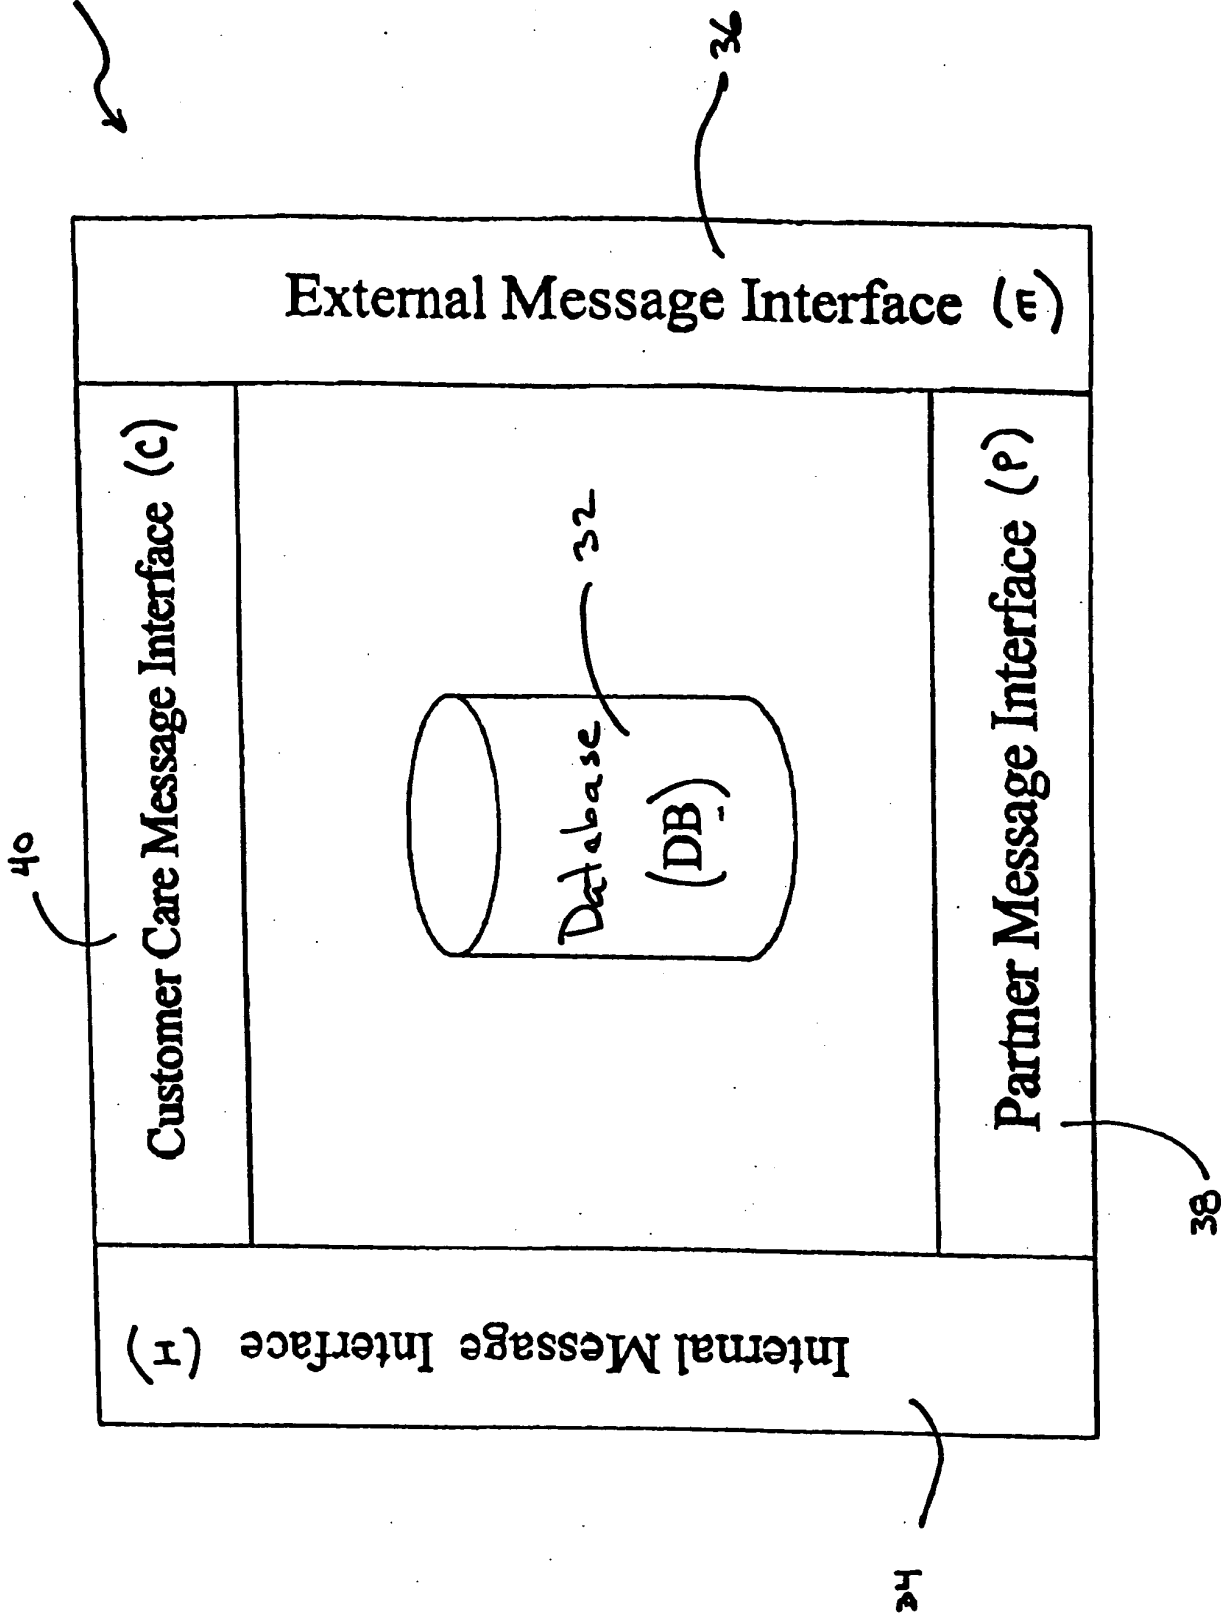 40
Customer Care Message Interface (C)
Internal Message Interface (I)
34
Database
(DB)
32
External Message Interface (E)
36
Partner Message Interface (P)
38